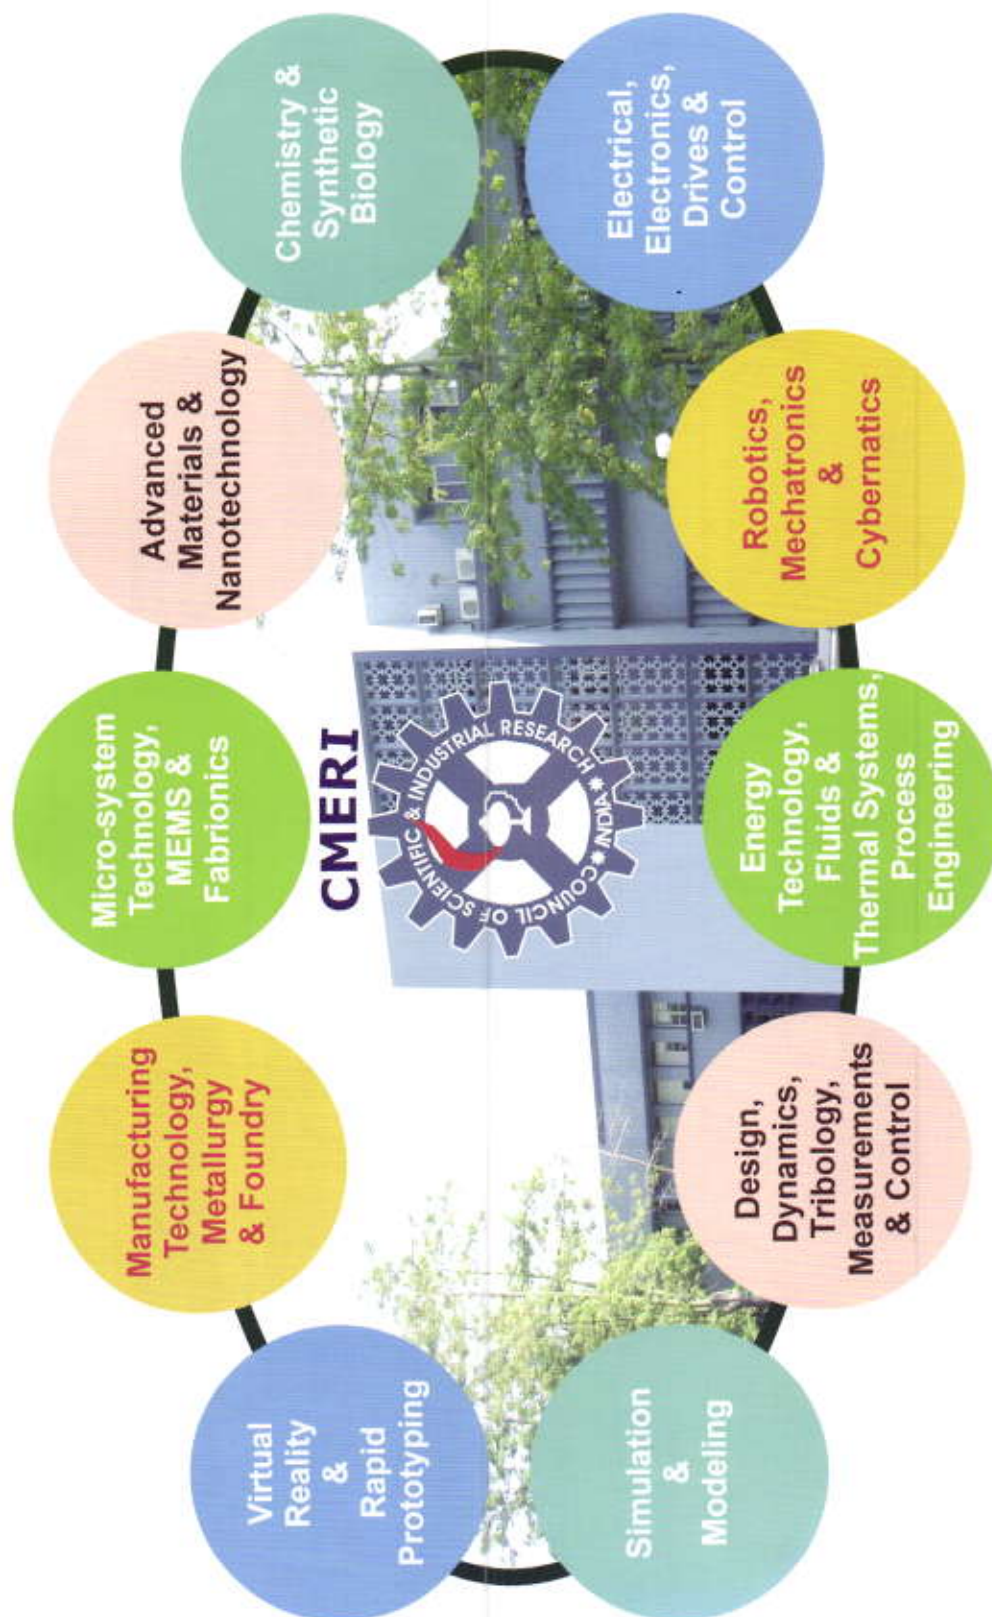 CMERI
COUNCIL OF SCIENTIFIC & INDUSTRIAL RESEARCH
INDIA
Virtual
Reality
&
Rapid
Prototyping
Manufacturing
Technology,
Metallurgy
& Foundry
Micro-system
Technology,
MEMS &
Fabrionics
Advanced
Materials &
Nanotechnology
Chemistry &
Synthetic
Biology
Electrical,
Electronics,
Drives &
Control
Robotics,
Mechatronics
&
Cybernatics
Energy
Technology,
Fluids &
Thermal Systems,
Process
Engineering
Design,
Dynamics,
Tribology,
Measurements
& Control
Simulation
&
Modeling